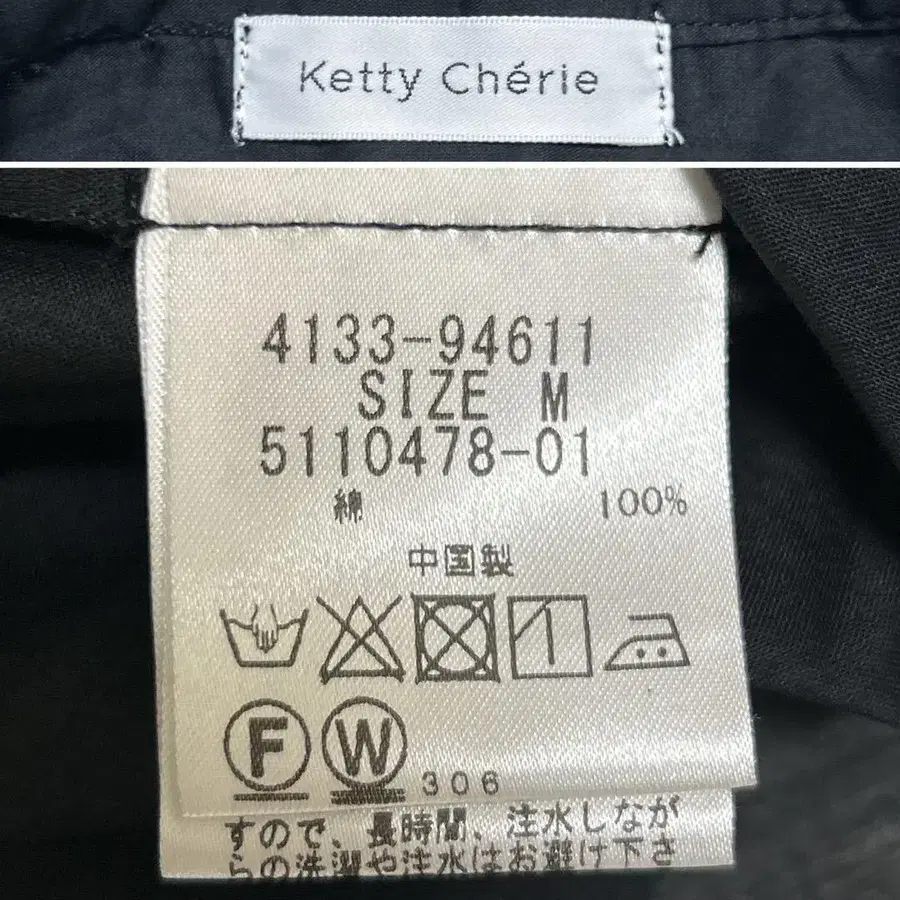 Ketty Chérie
4133-94611
SIZE M
5110478-01
綿 100%
中国製
F W 306
すので、長時間、注水しなが
らの洗濯や注水はお避け下さ